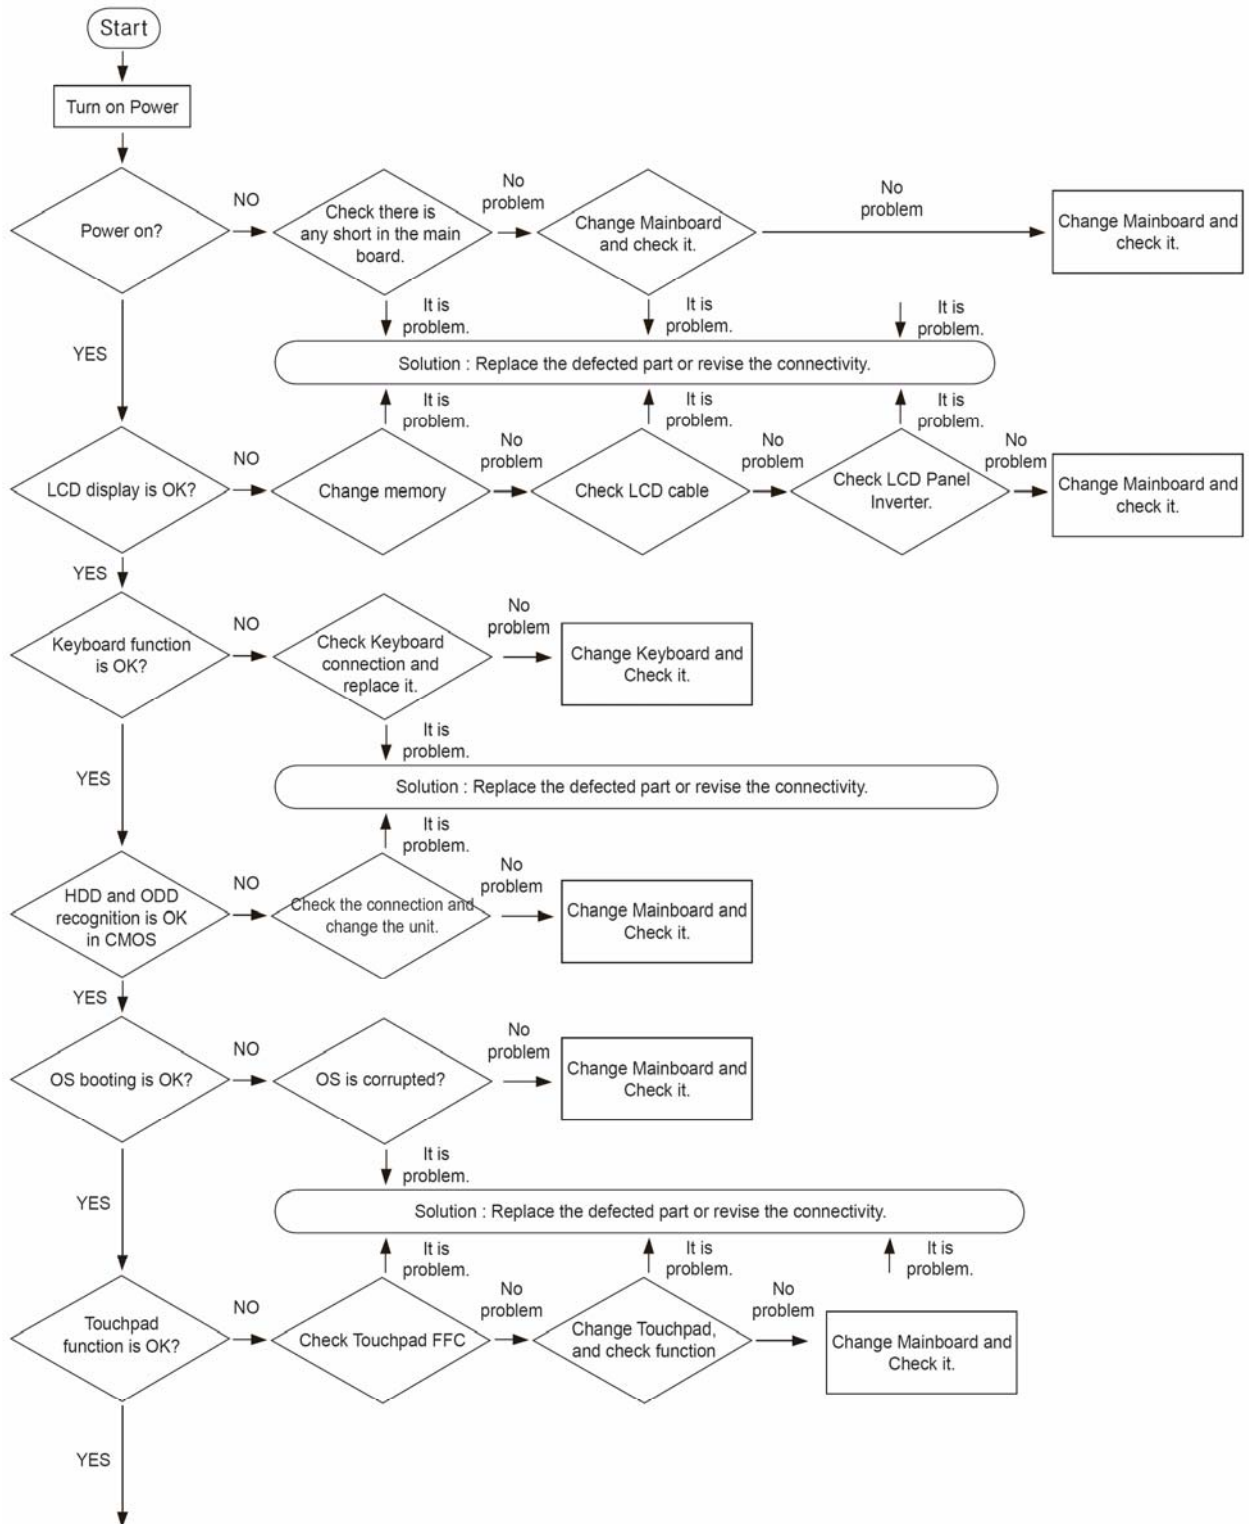 Start
Turn on Power
Power on?
NO
Check there is
any short in the main
board.
No
problem
Change Mainboard
and check it.
No
problem
Change Mainboard and
check it.
YES
It is
problem.
It is
problem.
It is
problem.
Solution : Replace the defected part or revise the connectivity.
It is
problem.
It is
problem.
It is
problem.
LCD display is OK?
NO
Change memory
No
problem
Check LCD cable
No
problem
Check LCD Panel
Inverter.
No
problem
Change Mainboard and
check it.
YES
Keyboard function
is OK?
NO
Check Keyboard
connection and
replace it.
No
problem
Change Keyboard and
Check it.
YES
It is
problem.
Solution : Replace the defected part or revise the connectivity.
It is
problem.
HDD and ODD
recognition is OK
in CMOS
NO
Check the connection and
change the unit.
No
problem
Change Mainboard and
Check it.
YES
OS booting is OK?
NO
OS is corrupted?
No
problem
Change Mainboard and
Check it.
YES
It is
problem.
Solution : Replace the defected part or revise the connectivity.
It is
problem.
It is
problem.
It is
problem.
Touchpad
function is OK?
NO
Check Touchpad FFC
No
problem
Change Touchpad,
and check function
No
problem
Change Mainboard and
Check it.
YES